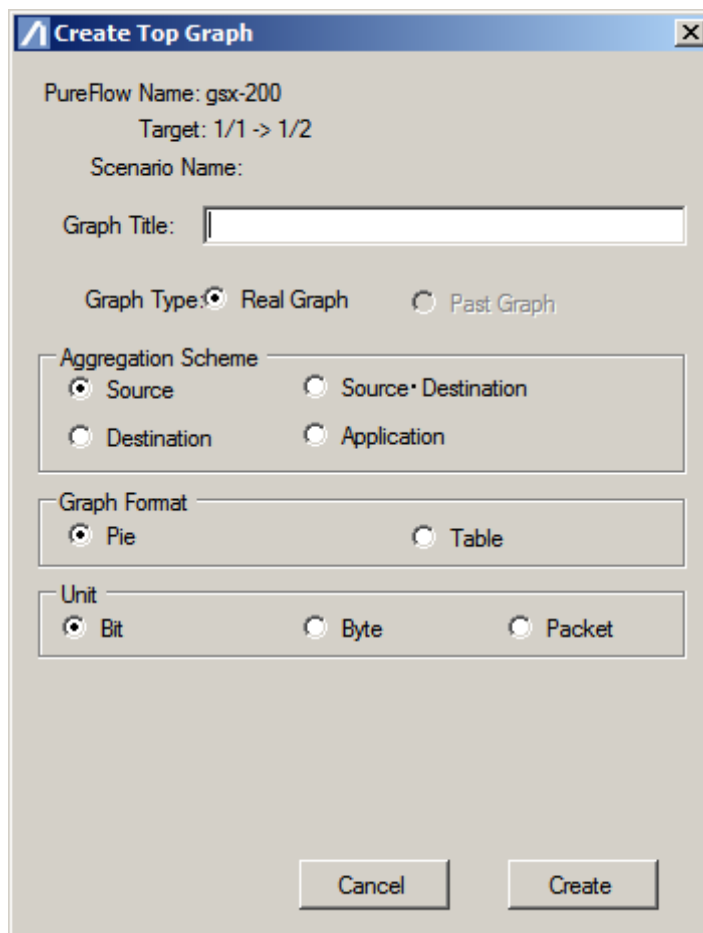 Create Top Graph
PureFlow Name: gsx-200
Target: 1/1 -> 1/2
Scenario Name:
Graph Title:
Graph Type: Real Graph Past Graph
Aggregation Scheme
Source Source・Destination
Destination Application
Graph Format
Pie Table
Unit
Bit Byte Packet
Cancel Create